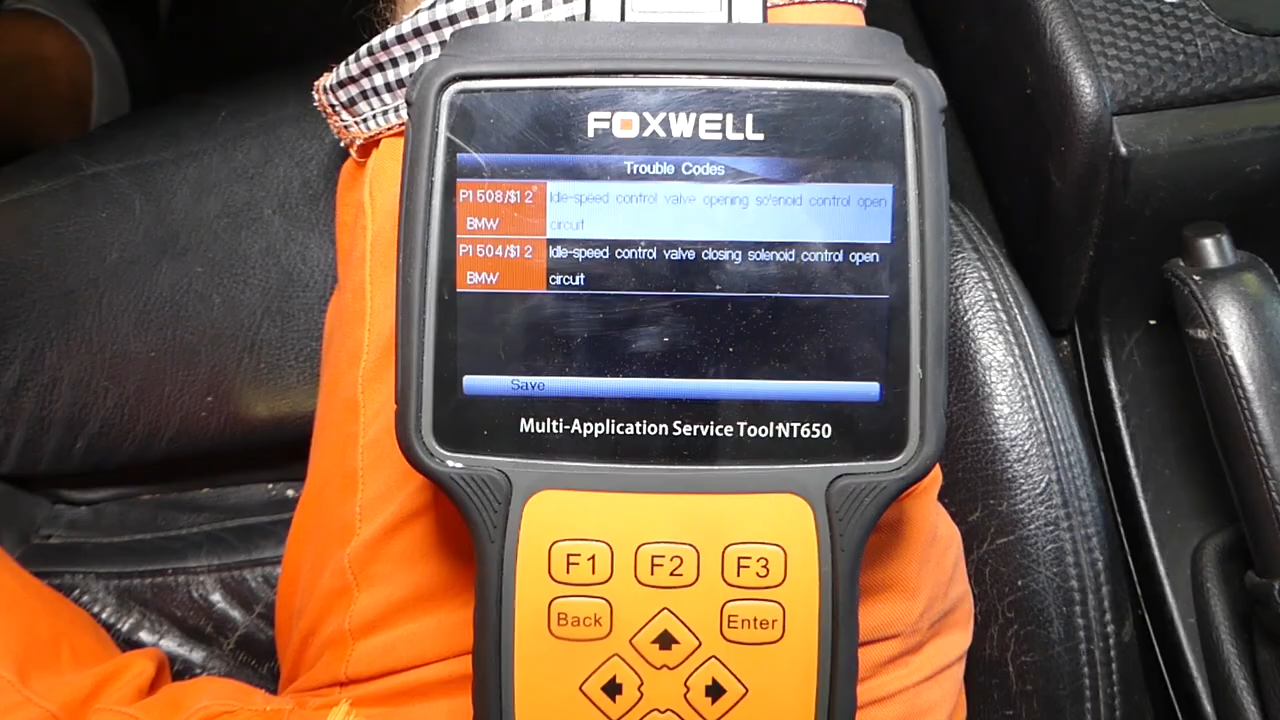 FOXWELL
Trouble Codes
P1508/$12 Idle-speed control valve opening solenoid control open
BMW circuit
P1504/$12 Idle-speed control valve closing solenoid control open
BMW circuit
Save
Multi-Application Service Tool NT650
F1 F2 F3
Back Enter